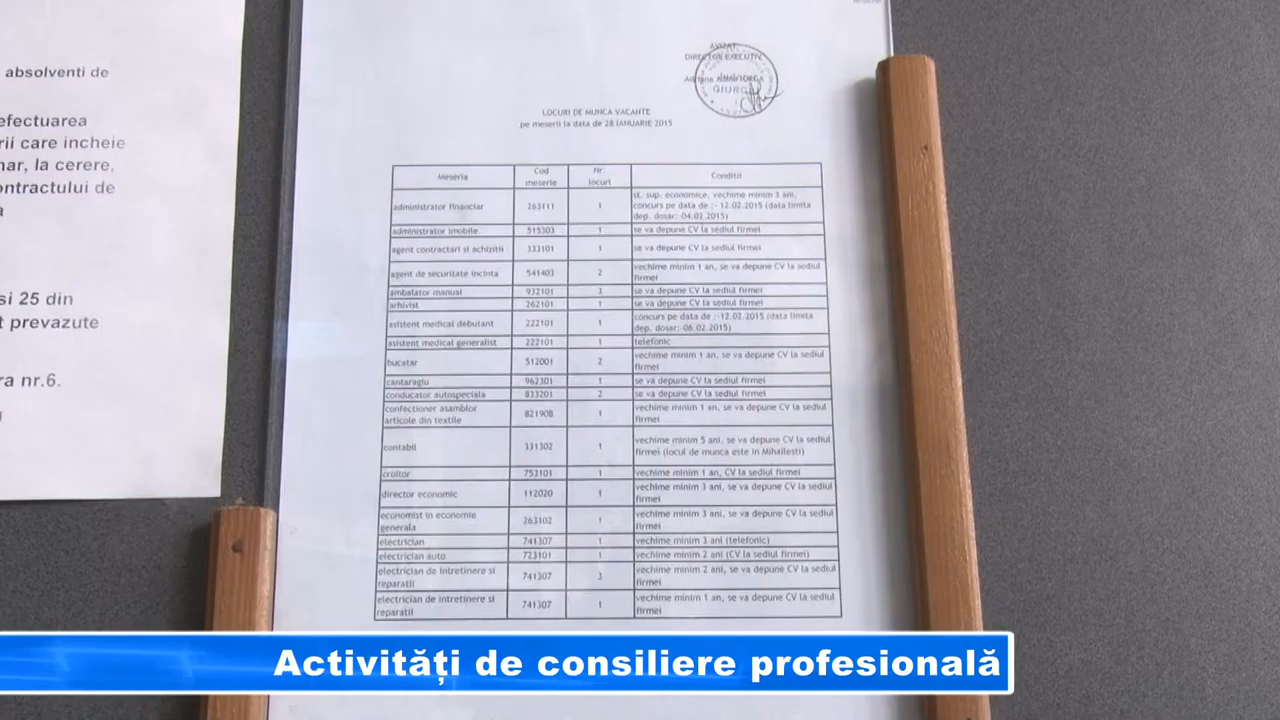 absolventi de
efectuarea
rii care incheie
nar, la cerere,
ontractului de
a
si 25 din
t prevazute
ra nr.6.
AVIZAT
DIRECTOR EXECUTIV
GIURG
LOCURI DE MUNCA VACANTE
pe meserii la data de 28 IANUARIE 2015
Meseria Cod meserie Nr. locuri Conditii
administrator financiar 263111 1 st. sup. economice, vechime minim 3 ani,
concurs pe data de :- 12.02.2015 (data limita
dep. dosar:-04.02.2015)
administrator imobile 515303 1 se va depune CV la sediul firmei
agent contractari si achizitii 333101 1 se va depune CV la sediul firmei
agent de securitate incinta 541403 2 vechime minim 1 an, se va depune CV la sediul
firmei
ambalator manual 932101 3 se va depune CV la sediul firmei
arhivist 262101 1 se va depune CV la sediul firmei
asistent medical debutant 222101 1 concurs pe data de :-12.02.2015 (data limita
dep. dosar:-06.02.2015)
asistent medical generalist 222101 1 telefonic
bucatar 512001 2 vechime minim 1 an, se va depune CV la sediul
firmei
cantaragiu 962301 1 se va depune CV la sediul firmei
conducator autospeciala 833201 2 se va depune CV la sediul firmei
confectioner asamblor
articole din textile 821908 1 vechime minim 1 an, se va depune CV la sediul
firmei
contabil 331302 1 vechime minim 5 ani, se va depune CV la sediul
firmei (locul de munca este in Mihailesti)
croitor 753101 1 vechime minim 1 an, CV la sediul firmei
director economic 112020 1 vechime minim 3 ani, se va depune CV la sediul
firmei
economist in economie
generala 263102 1 vechime minim 3 ani, se va depune CV la sediul
firmei
electrician 741307 1 vechime minim 3 ani (telefonic)
electrician auto 723101 1 vechime minim 2 ani (CV la sediul firmei)
electrician de intretinere si
reparatii 741307 3 vechime minim 2 ani, se va depune CV la sediul
firmei
electrician de intretinere si
reparatii 741307 1 vechime minim 1 an, se va depune CV la sediul
firmei
Activități de consiliere profesională